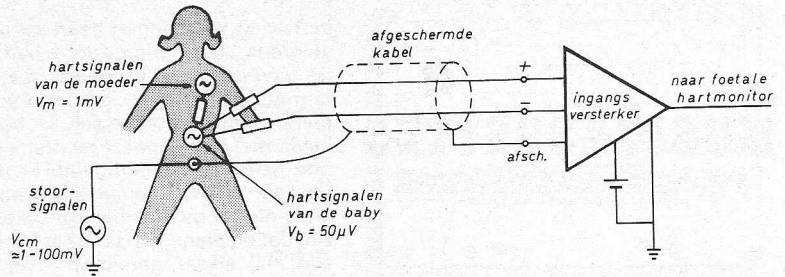 hartsignalen
van de moeder
Vm = 1mV
afgeschermde
kabel
+
−
afsch.
ingangs
versterker
naar foetale
hartmonitor
stoor-
signalen
Vcm
≃1-100mV
hartsignalen
van de baby
Vb = 50µV